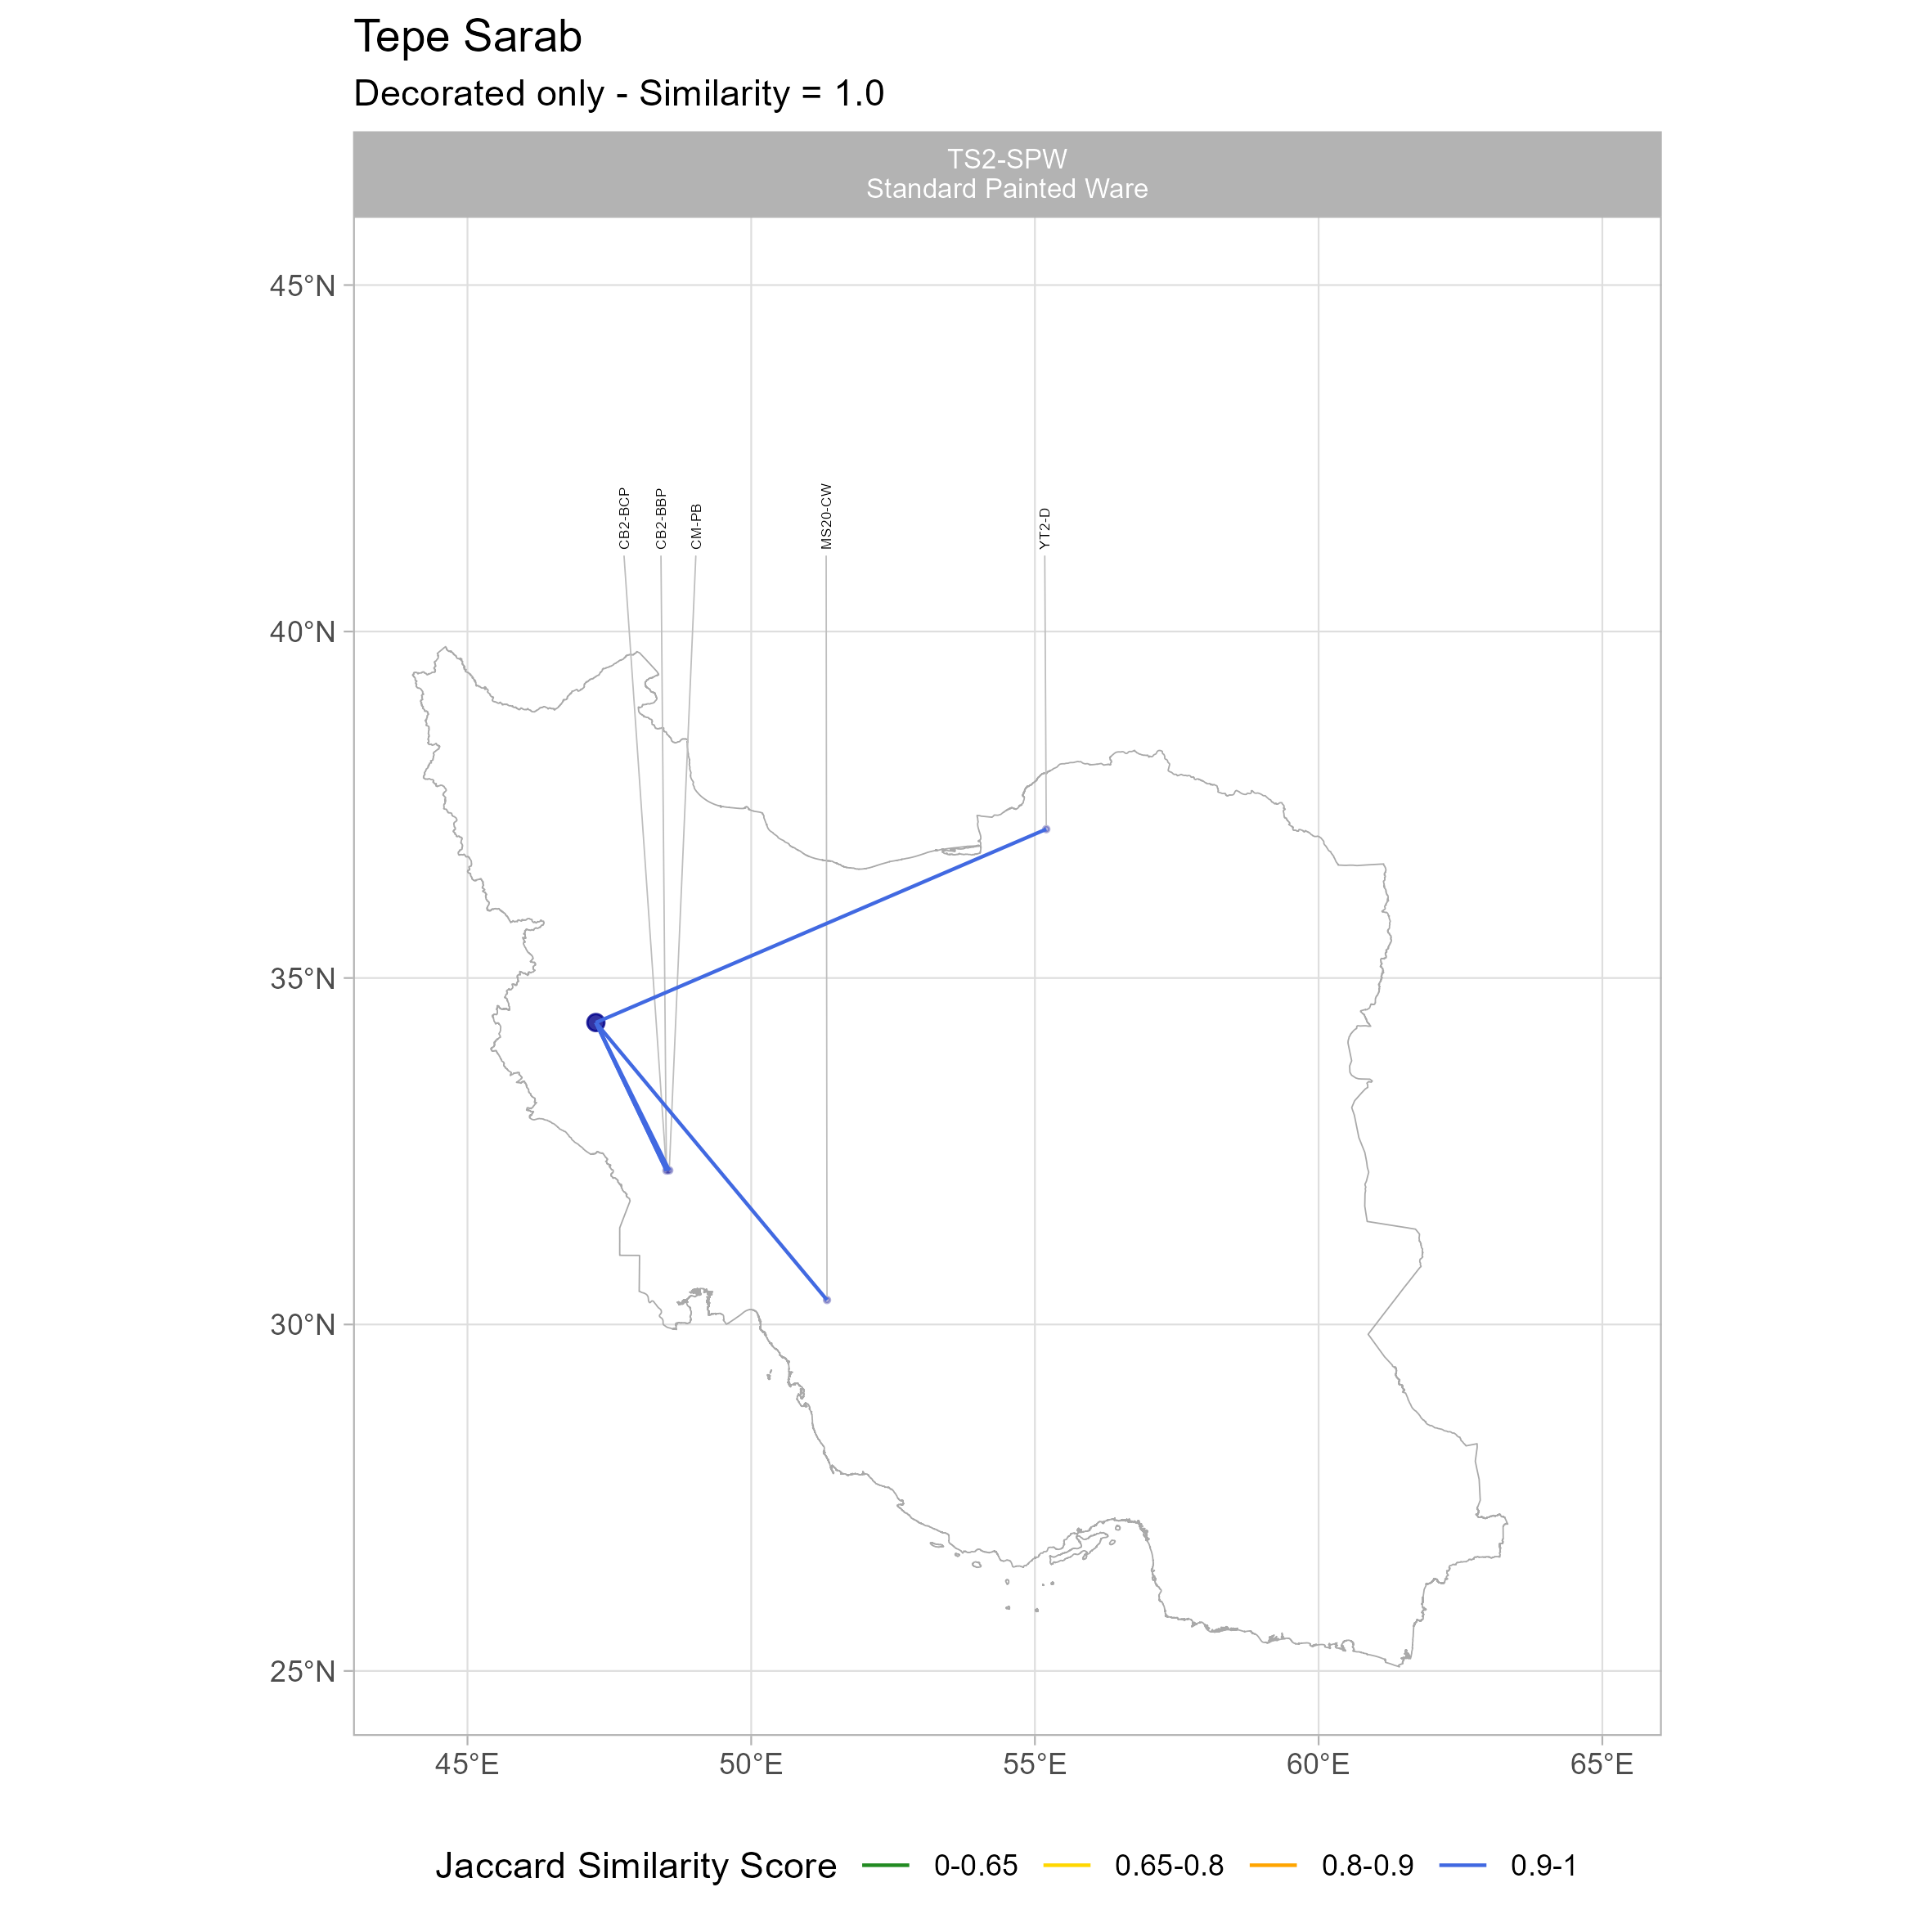 Tepe Sarab
Decorated only - Similarity = 1.0
TS2-SPW
Standard Painted Ware
45°N
CB2-BCP
CB2-BBP
CM-PB
MS20-CW
YT2-D
40°N
35°N
30°N
25°N
45°E 50°E 55°E 60°E 65°E
Jaccard Similarity Score 0-0.65 0.65-0.8 0.8-0.9 0.9-1